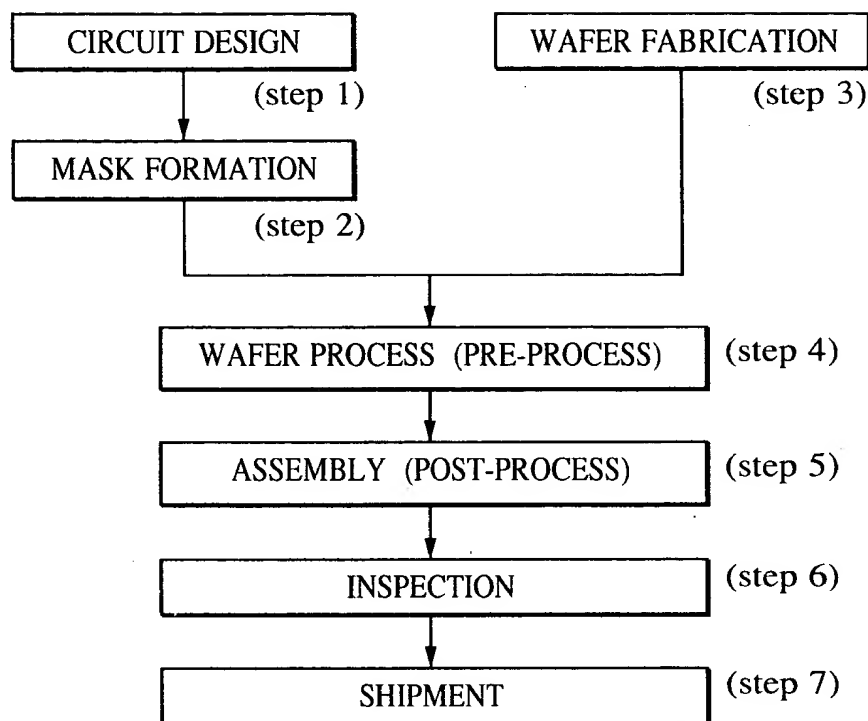 CIRCUIT DESIGN
(step 1)
MASK FORMATION
(step 2)
WAFER FABRICATION
(step 3)
WAFER PROCESS (PRE-PROCESS)
(step 4)
ASSEMBLY (POST-PROCESS)
(step 5)
INSPECTION
(step 6)
SHIPMENT
(step 7)